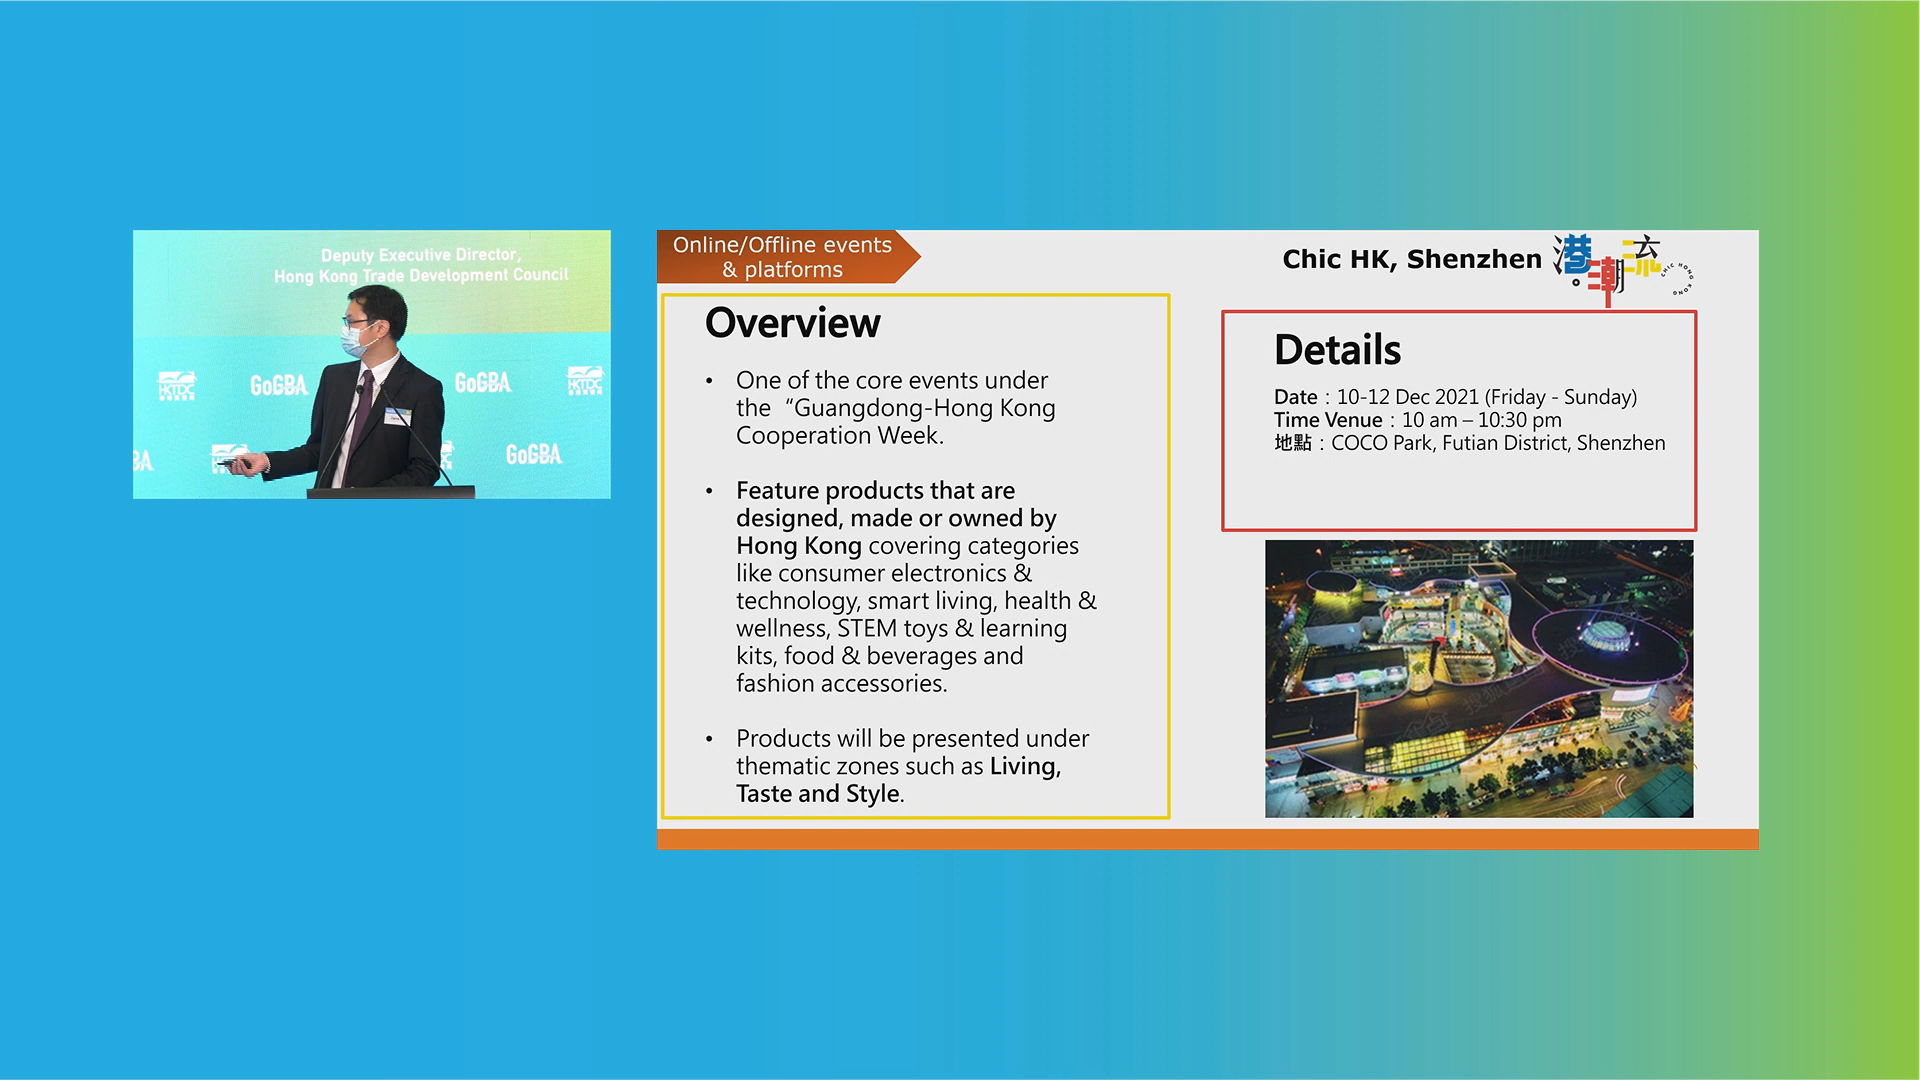 Deputy Executive Director,
Hong Kong Trade Development Council
HKTDC
GoGBA
GoGBA
HKTDC
BA
GoGBA
Online/Offline events
& platforms
Chic HK, Shenzhen
港。潮流
CHIC HONG KONG
Overview
• One of the core events under
the “Guangdong-Hong Kong
Cooperation Week.
• Feature products that are
designed, made or owned by
Hong Kong covering categories
like consumer electronics &
technology, smart living, health &
wellness, STEM toys & learning
kits, food & beverages and
fashion accessories.
• Products will be presented under
thematic zones such as Living,
Taste and Style.
Details
Date：10-12 Dec 2021 (Friday - Sunday)
Time Venue：10 am – 10:30 pm
地點：COCO Park, Futian District, Shenzhen